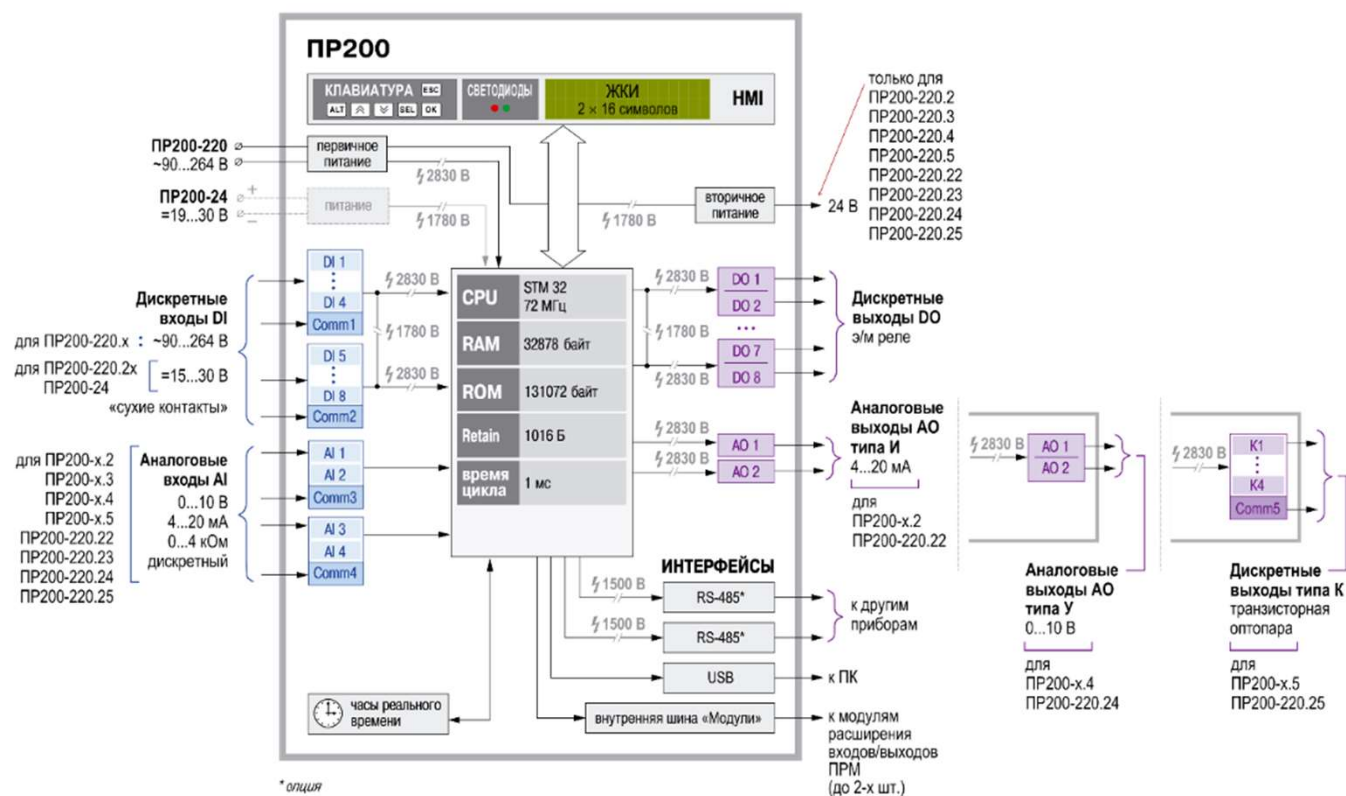 ПР200
КЛАВИАТУРА ESC
ALT SEL OK
СВЕТОДИОДЫ
ЖКИ
2 × 16 символов
HMI
ПР200-220
~90...264 В
первичное
питание
2830 В
ПР200-24
=19...30 В
+
–
питание
1780 В
1780 В
вторичное
питание
24 В
только для
ПР200-220.2
ПР200-220.3
ПР200-220.4
ПР200-220.5
ПР200-220.22
ПР200-220.23
ПР200-220.24
ПР200-220.25
Дискретные
входы DI
для ПР200-220.x : ~90...264 В
для ПР200-220.2x
ПР200-24
=15...30 В
«сухие контакты»
DI 1
DI 4
Comm1
DI 5
DI 8
Comm2
2830 В
1780 В
2830 В
CPU
STM 32
72 МГц
RAM
32878 байт
ROM
131072 байт
Retain
1016 Б
время
цикла
1 мс
2830 В
1780 В
2830 В
DO 1
DO 2
...
DO 7
DO 8
Дискретные
выходы DO
э/м реле
для ПР200-x.2
ПР200-x.3
ПР200-x.4
ПР200-x.5
ПР200-220.22
ПР200-220.23
ПР200-220.24
ПР200-220.25
Аналоговые
входы AI
0...10 В
4...20 мА
0...4 кОм
дискретный
AI 1
AI 2
Comm3
AI 3
AI 4
Comm4
2830 В
2830 В
AO 1
AO 2
Аналоговые
выходы АО
типа И
4...20 мА
для
ПР200-x.2
ПР200-220.22
2830 В
AO 1
AO 2
Аналоговые
выходы АО
типа У
0...10 В
для
ПР200-x.4
ПР200-220.24
2830 В
К1
К4
Comm5
Дискретные
выходы типа К
транзисторная
оптопара
для
ПР200-x.5
ПР200-220.25
ИНТЕРФЕЙСЫ
1500 В
RS-485*
1500 В
RS-485*
к другим
приборам
USB
к ПК
часы реального
времени
внутренняя шина «Модули»
к модулям
расширения
входов/выходов
ПРМ
(до 2-х шт.)
* опция